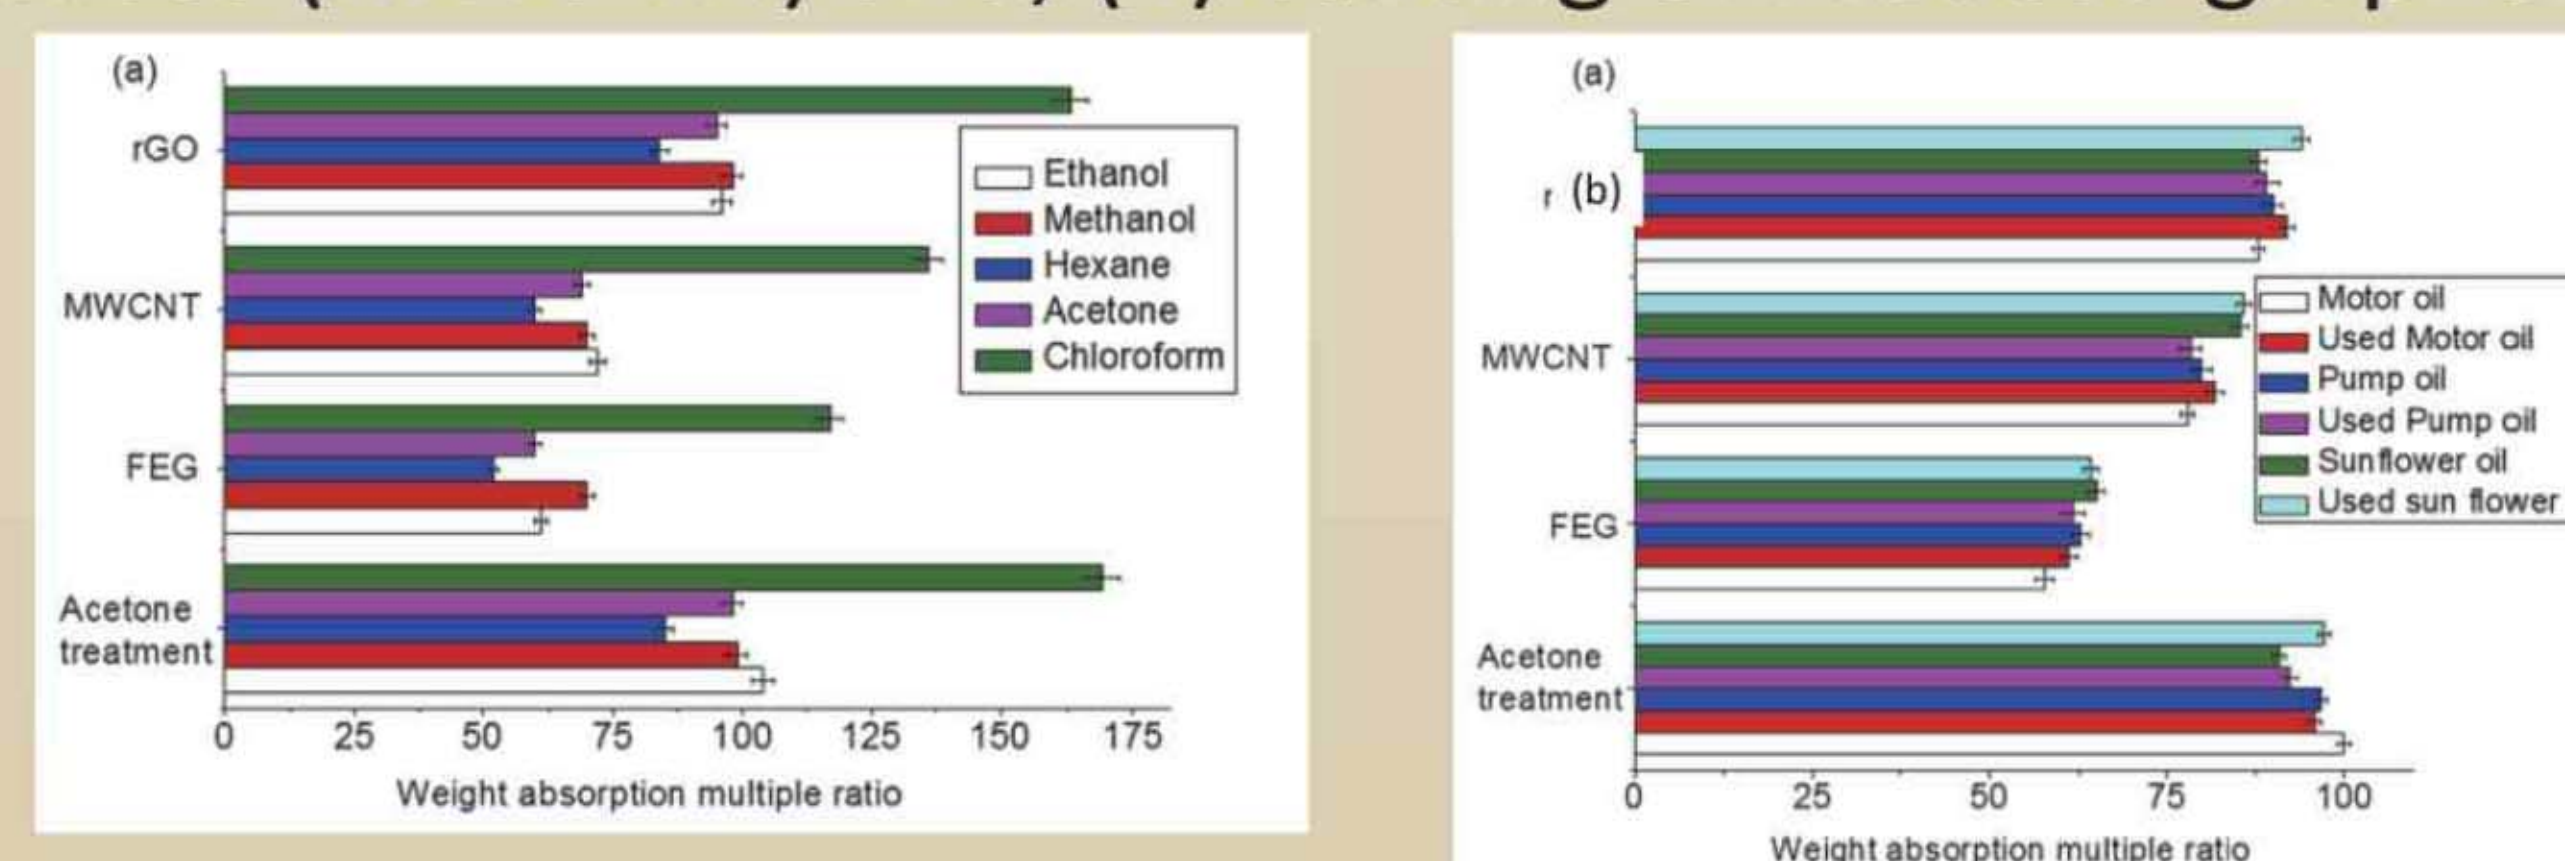 (a)
rGO
MWCNT
FEG
Acetone
treatment
Ethanol
Methanol
Hexane
Acetone
Chloroform
0 25 50 75 100 125 150 175
Weight absorption multiple ratio
(a)
r (b)
MWCNT
FEG
Acetone
treatment
Motor oil
Used Motor oil
Pump oil
Used Pump oil
Sunflower oil
Used sun flower
0 25 50 75 100
Weight absorption multiple ratio